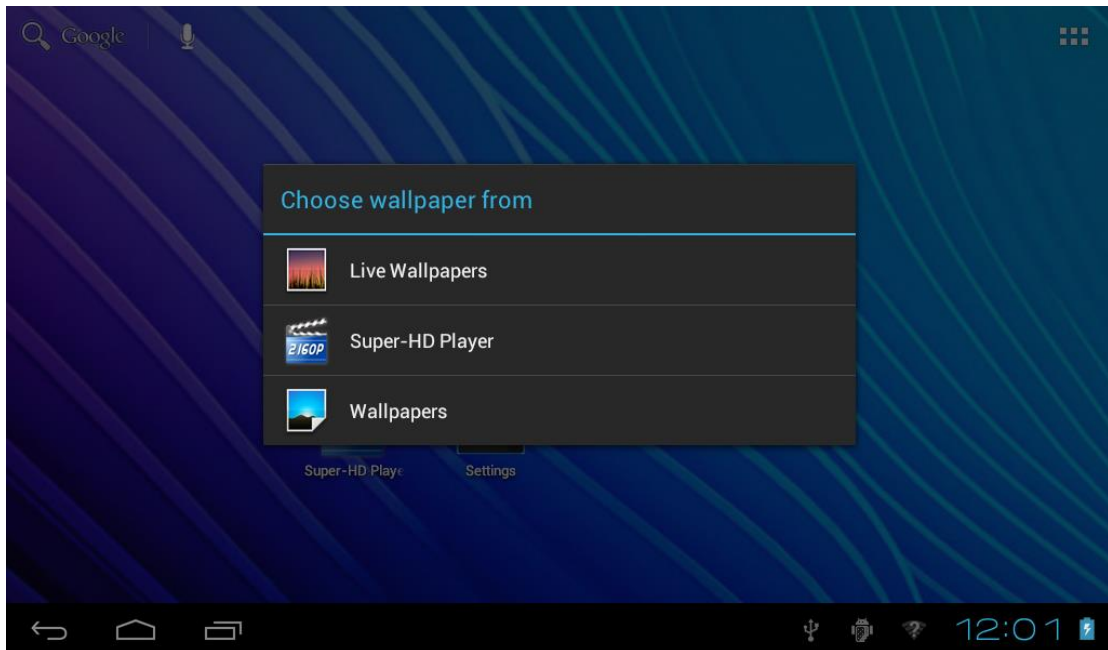 Google
Choose wallpaper from
Live Wallpapers
2160P
Super-HD Player
Wallpapers
Super-HD Playe
Settings
12:01